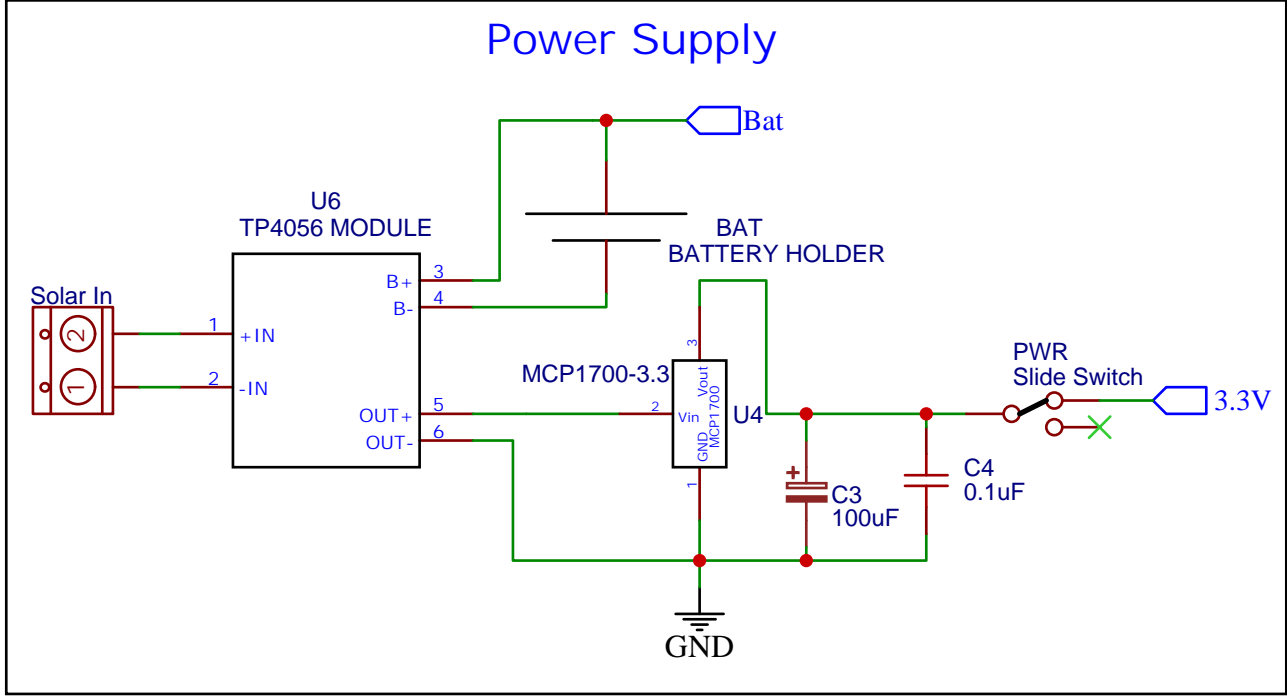 Power Supply
Bat
U6
TP4056 MODULE
BAT
BATTERY HOLDER
B+
3
B-
4
Solar In
2
1
+IN
1
2
-IN
OUT+
5
OUT-
6
MCP1700-3.3
3
Vout
2
Vin
MCP1700
GND
1
U4
PWR
Slide Switch
3.3V
+
C3
100uF
C4
0.1uF
GND